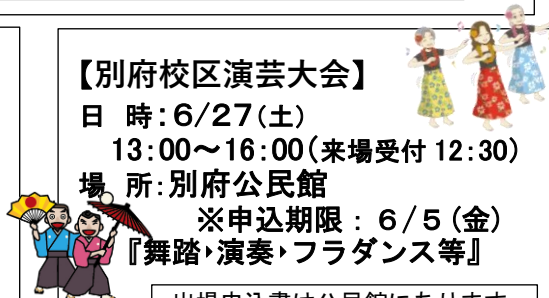 【別府校区演芸大会】
日 時：６/２７（土）
１３：００～１６：００（来場受付 12：30）
場 所：別府公民館
※申込期限：６/５（金）
『舞踏・演奏・フラダンス等』